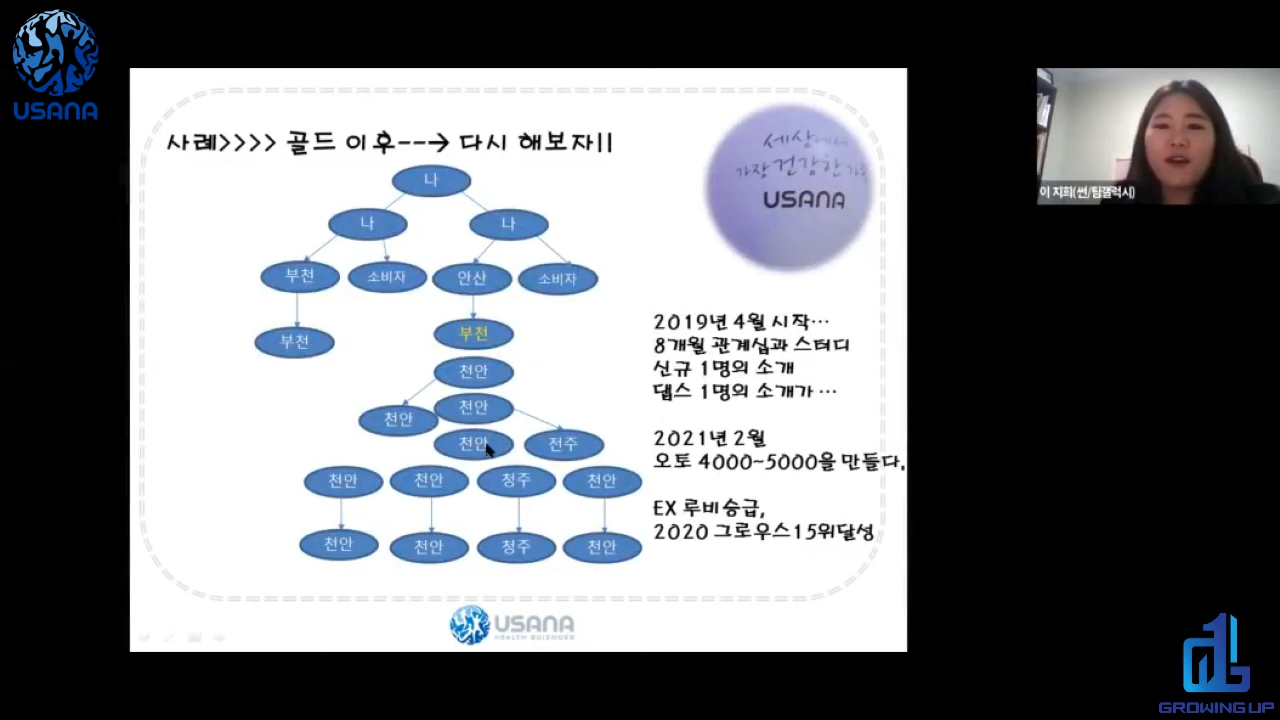 USANA
사례>>>> 골드 이후---> 다시 해보자!!
세상에서
가장 건강한 가족
USANA
나
나
나
부천
소비자
안산
소비자
부천
부천
천안
천안
천안
천안
전주
천안
천안
청주
천안
천안
천안
청주
천안
2019년 4월 시작...
8개월 관계십과 스터디
신규 1명의 소개
댑스 1명의 소개가 ...
2021년 2월
오토 4000~5000을 만들다,
EX 루비승급,
2020 그로우스15위달성
USANA
HEALTH SCIENCES
이 지희(썬/팀갤럭시)
GROWING UP